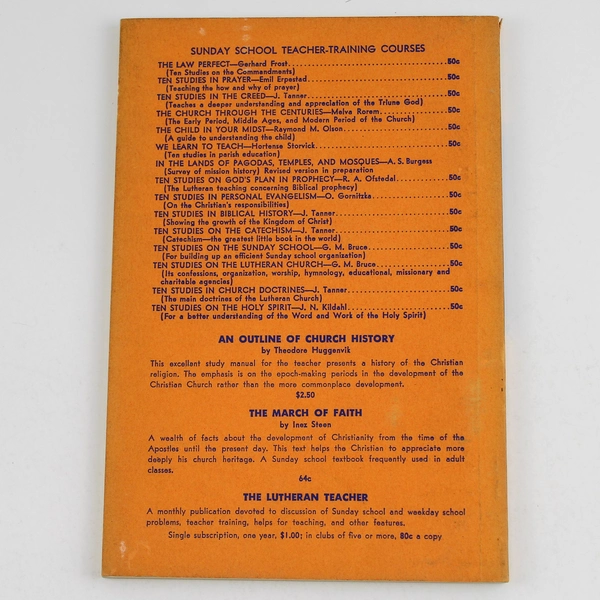 SUNDAY SCHOOL TEACHER-TRAINING COURSES
THE LAW PERFECT—Gerhard Frost........................................50c
(Ten Studies on the Commandments)
TEN STUDIES IN PRAYER—Emil Erpestad...................................50c
(Teaching the how and why of prayer)
TEN STUDIES IN THE CREED—J. Tanner...................................50c
(Teaches a deeper understanding and appreciation of the Triune God)
THE CHURCH THROUGH THE CENTURIES—Melva Rorem..............50c
(The Early Period, Middle Ages, and Modern Period of the Church)
THE CHILD IN YOUR MIDST—Raymond M. Olson..........................50c
(A guide to understanding the child)
WE LEARN TO TEACH—Hortense Storvick.................................50c
(Ten studies in parish education)
IN THE LANDS OF PAGODAS, TEMPLES, AND MOSQUES—A. S. Burgess
(Survey of mission history) Revised version in preparation
TEN STUDIES ON GOD'S PLAN IN PROPHECY—R. A. Ofstedal............50c
(The Lutheran teaching concerning Biblical prophecy)
TEN STUDIES IN PERSONAL EVANGELISM—O. Gornitzka.................50c
(On the Christian's responsibilities)
TEN STUDIES IN BIBLICAL HISTORY—J. Tanner..........................50c
(Showing the growth of the Kingdom of Christ)
TEN STUDIES ON THE CATECHISM—J. Tanner............................50c
(Catechism—the greatest little book in the world)
TEN STUDIES ON THE SUNDAY SCHOOL—G. M. Bruce...................50c
(For building up an efficient Sunday school organization)
TEN STUDIES ON THE LUTHERAN CHURCH—G. M. Bruce.................50c
(Its confessions, organization, worship, hymnology, educational, missionary and
charitable agencies)
TEN STUDIES IN CHURCH DOCTRINES—J. Tanner.......................50c
(The main doctrines of the Lutheran Church)
TEN STUDIES ON THE HOLY SPIRIT—J. N. Kildahl.......................50c
(For a better understanding of the Word and Work of the Holy Spirit)
AN OUTLINE OF CHURCH HISTORY
by Theodore Huggenvik
This excellent study manual for the teacher presents a history of the Christian
religion. The emphasis is on the epoch-making periods in the development of the
Christian Church rather than the more commonplace development.
$2.50
THE MARCH OF FAITH
by Inez Steen
A wealth of facts about the development of Christianity from the time of the
Apostles until the present day. This text helps the Christian to appreciate more
deeply his church heritage. A Sunday school textbook frequently used in adult
classes.
64c
THE LUTHERAN TEACHER
A monthly publication devoted to discussion of Sunday school and weekday school
problems, teacher training, helps for teaching, and other features.
Single subscription, one year, $1.00; in clubs of five or more, 80c a copy